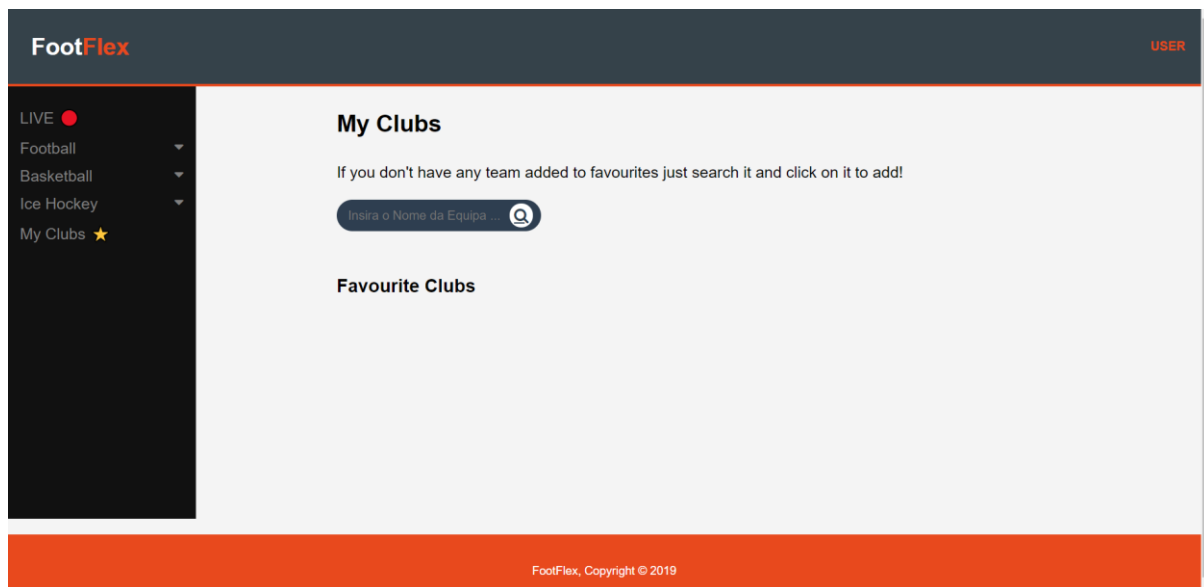 FootFlex
USER
LIVE
Football
Basketball
Ice Hockey
My Clubs
My Clubs
If you don't have any team added to favourites just search it and click on it to add!
Insira o Nome da Equipa ...
Favourite Clubs
FootFlex, Copyright © 2019